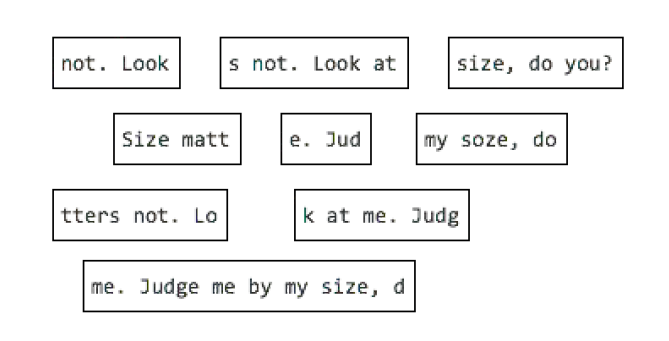 not. Look s not. Look at size, do you?
Size matt e. Jud my soze, do
tters not. Lo k at me. Judg
me. Judge me by my size, d